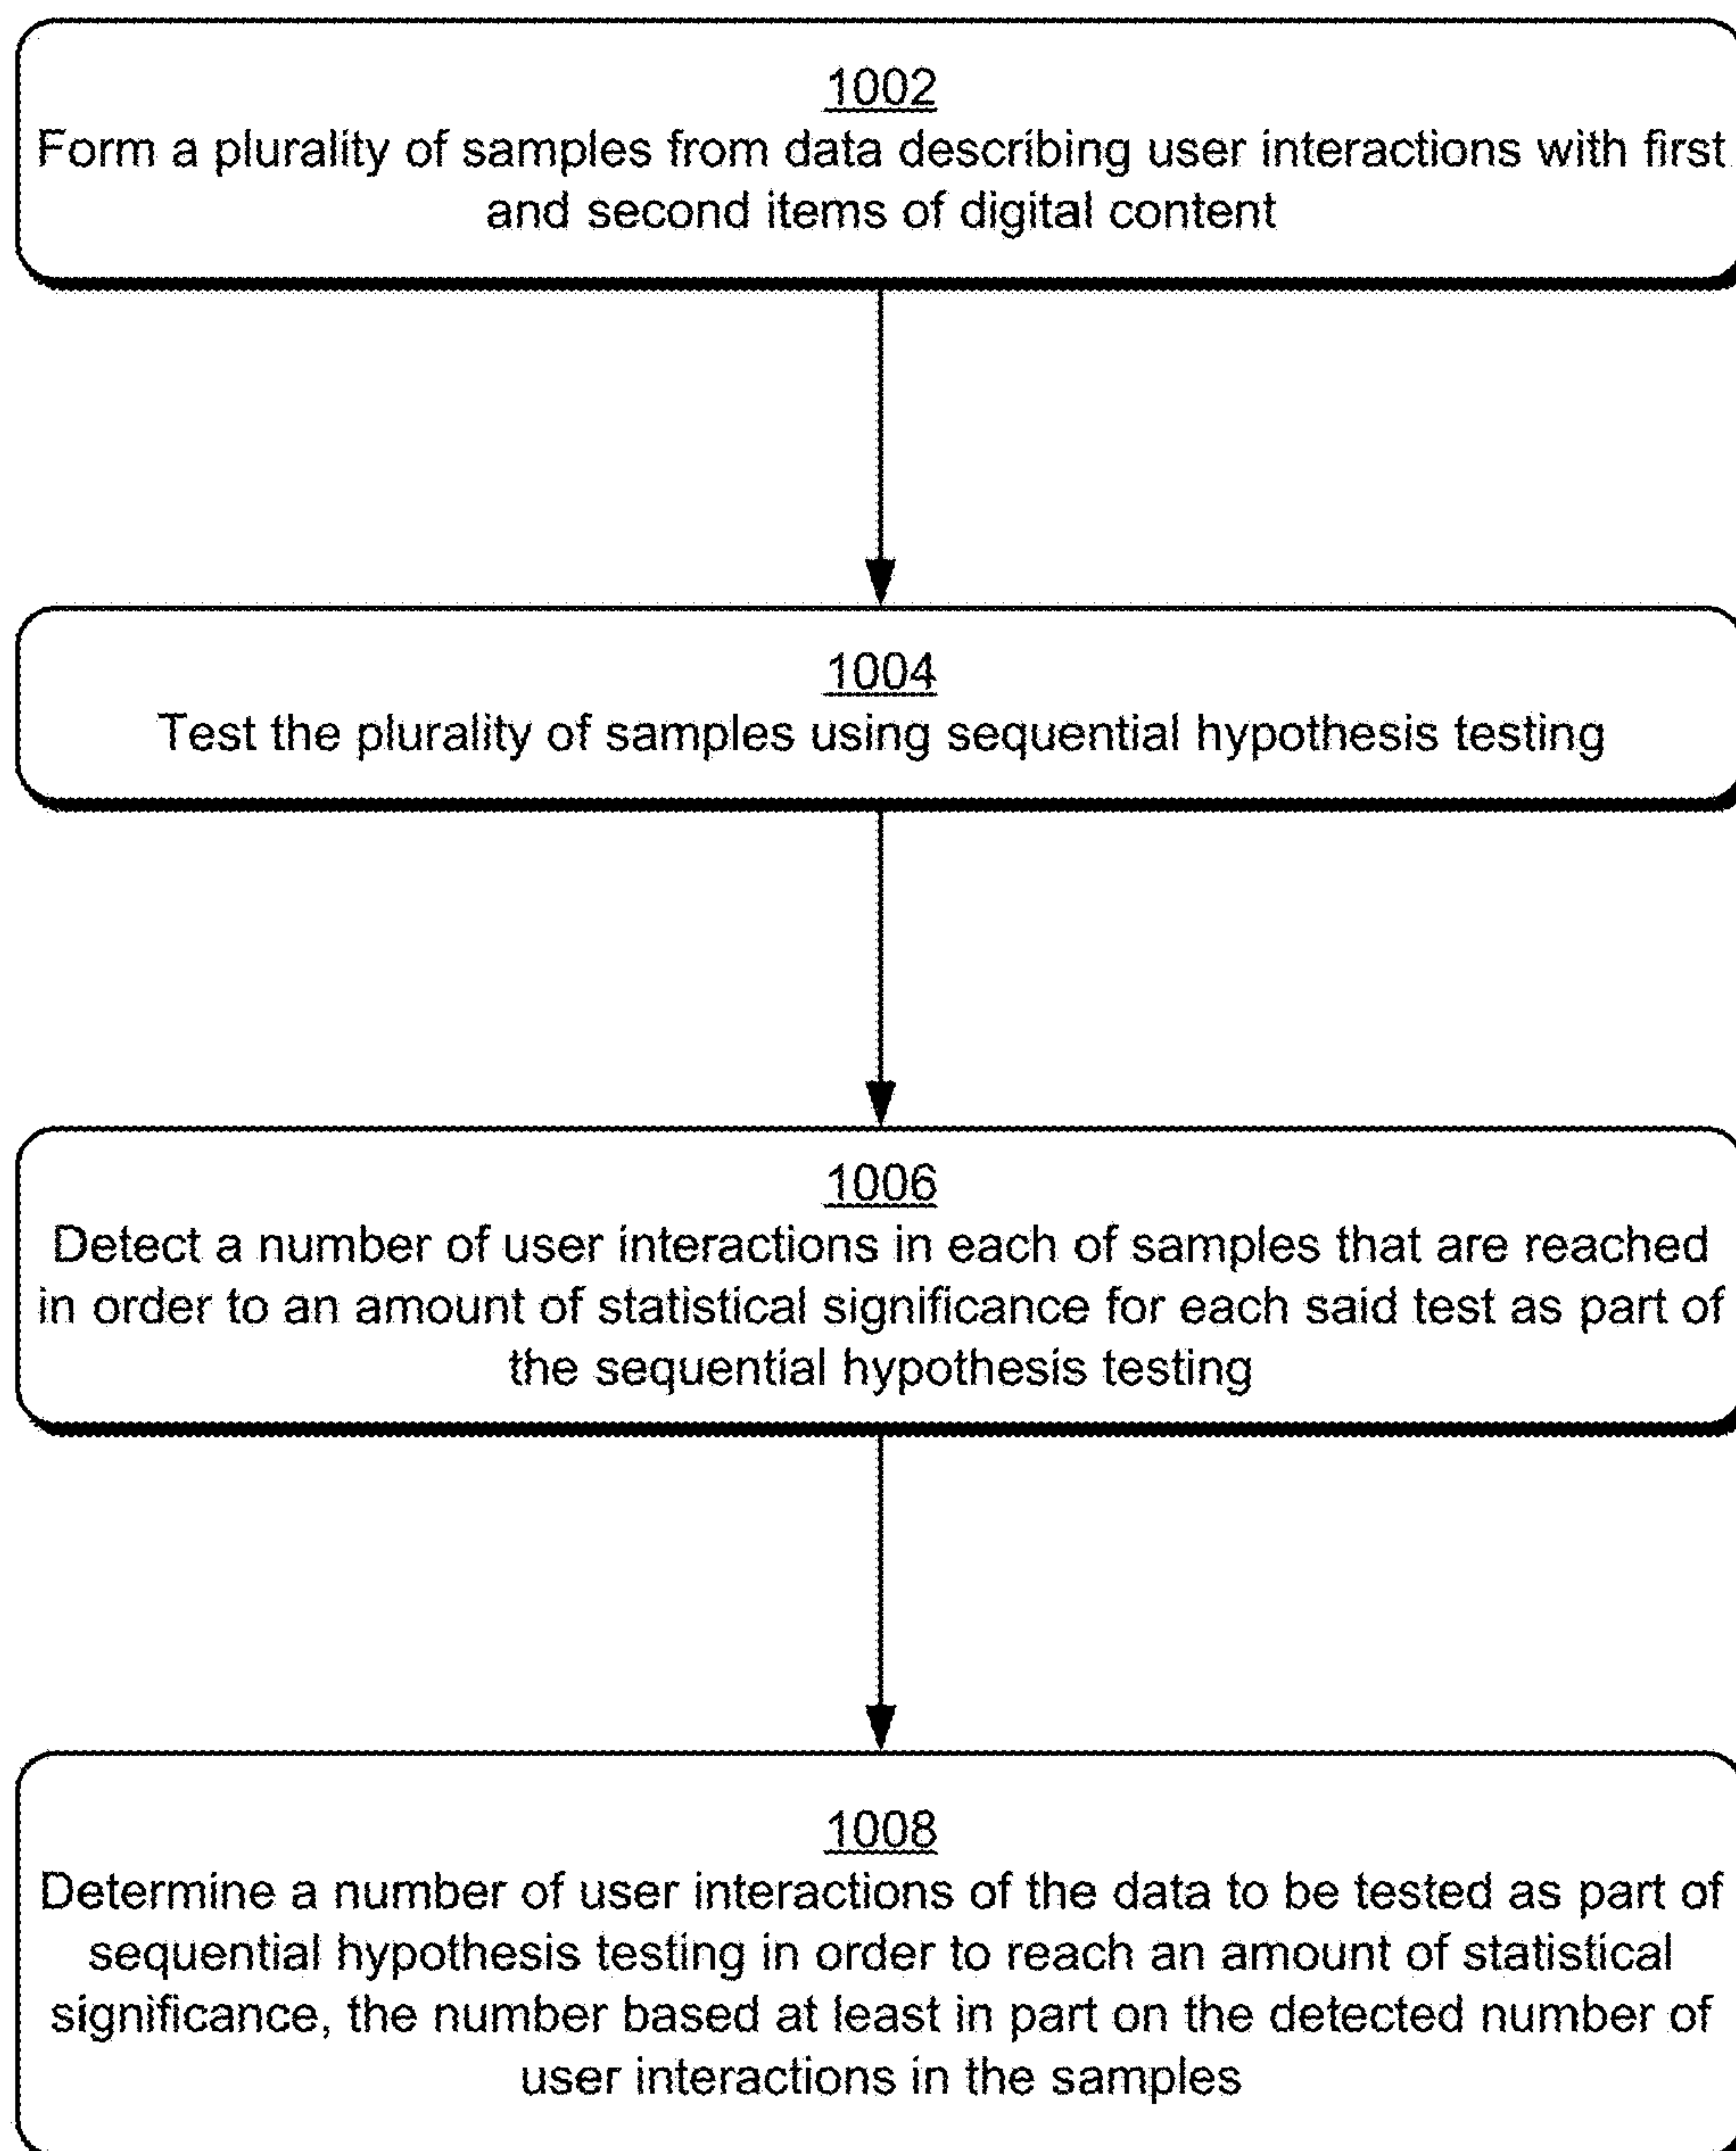 1002
Form a plurality of samples from data describing user interactions with first
and second items of digital content
1004
Test the plurality of samples using sequential hypothesis testing
1006
Detect a number of user interactions in each of samples that are reached
in order to an amount of statistical significance for each said test as part of
the sequential hypothesis testing
1008
Determine a number of user interactions of the data to be tested as part of
sequential hypothesis testing in order to reach an amount of statistical
significance, the number based at least in part on the detected number of
user interactions in the samples